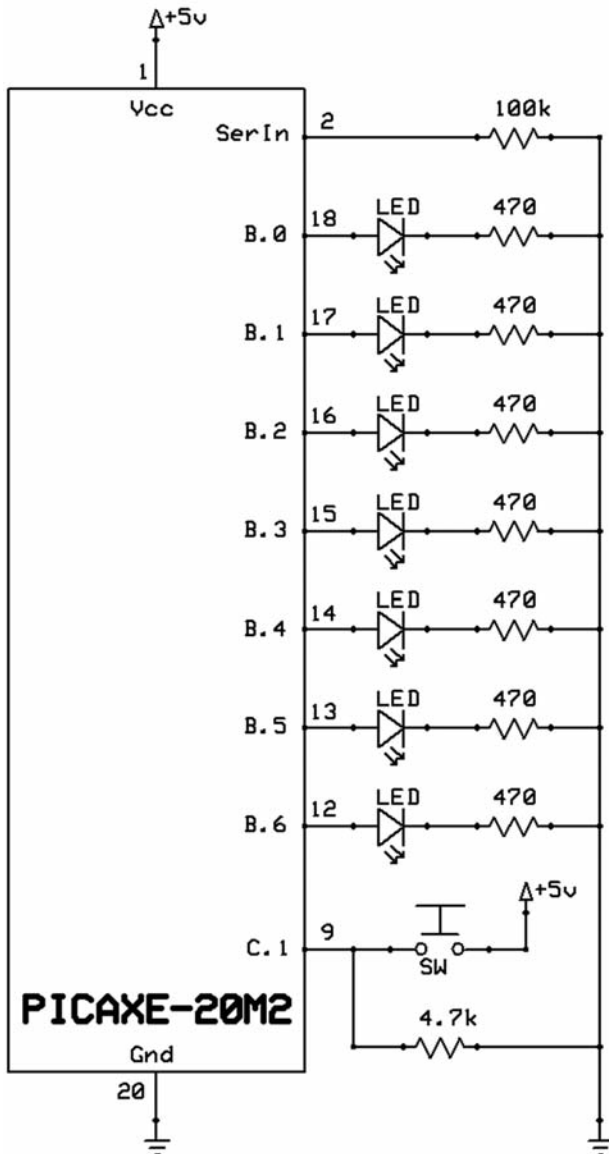 +5v
1
Vcc
SerIn 2 100k
LED 470
B.0 18
LED 470
B.1 17
LED 470
B.2 16
LED 470
B.3 15
LED 470
B.4 14
LED 470
B.5 13
LED 470
B.6 12
+5v
C.1 9
SW
PICAXE-20M2
4.7k
Gnd
20